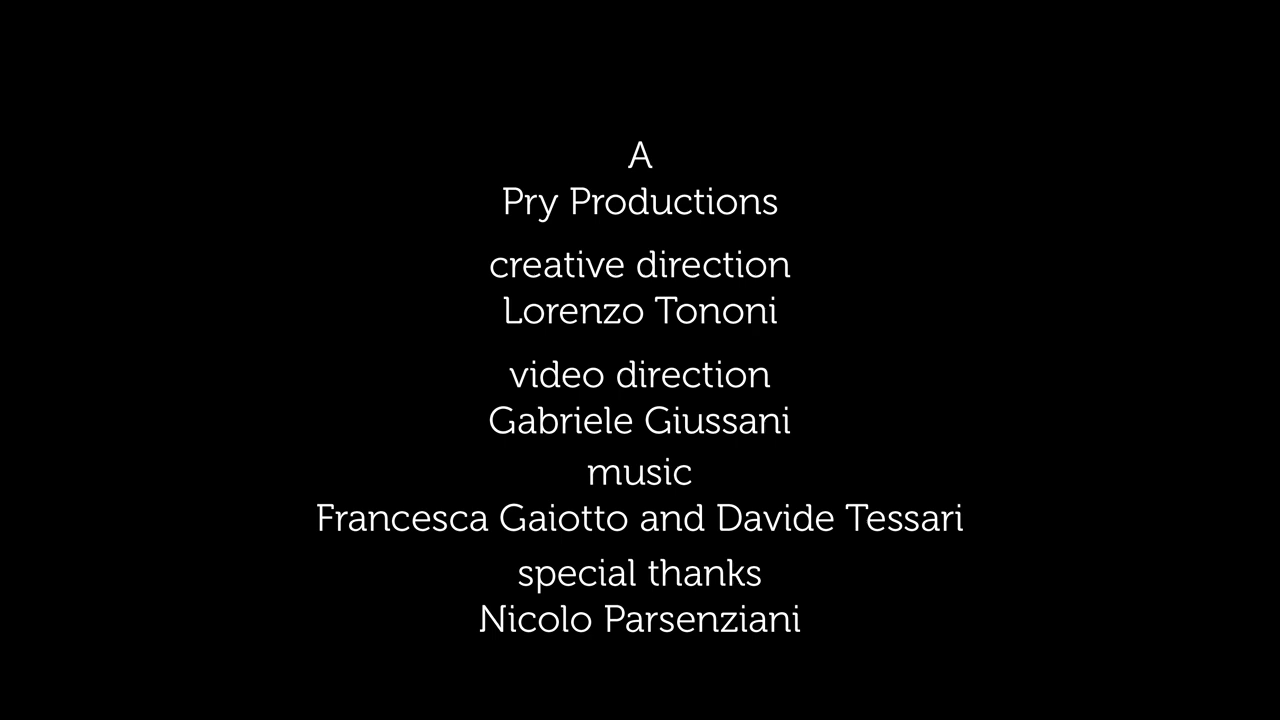 A
Pry Productions
creative direction
Lorenzo Tononi
video direction
Gabriele Giussani
music
Francesca Gaiotto and Davide Tessari
special thanks
Nicolo Parsenziani